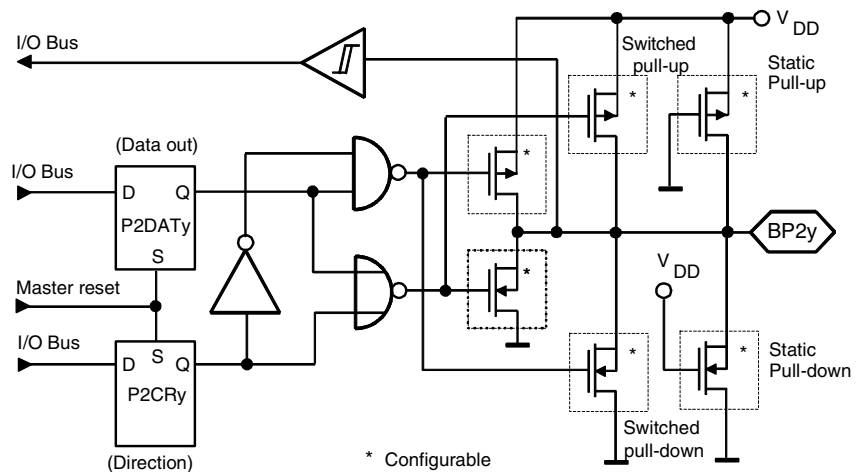 I/O Bus
V DD
Switched
pull-up
*
Static
Pull-up
*
(Data out)
I/O Bus
D Q
P2DATy
S
*
Master reset
*
BP2y
V DD
I/O Bus
S
D Q
P2CRy
(Direction)
*
*
Static
Pull-down
Switched
pull-down
* Configurable